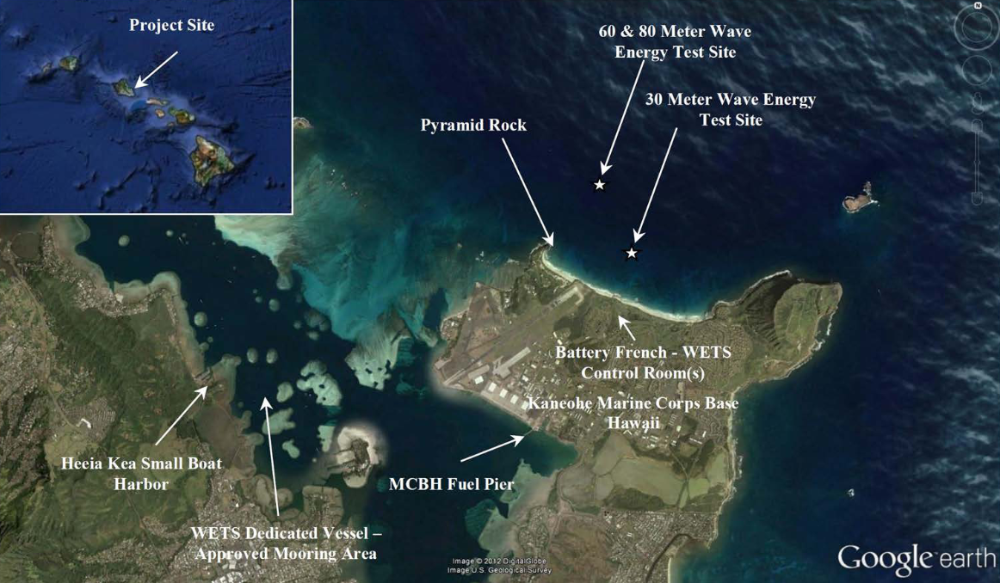 Project Site
60 & 80 Meter Wave
Energy Test Site
30 Meter Wave Energy
Test Site
Pyramid Rock
Battery French - WETS
Control Room(s)
Kaneohe Marine Corps Base
Hawaii
Heeia Kea Small Boat
Harbor
MCBH Fuel Pier
WETS Dedicated Vessel –
Approved Mooring Area
Image © 2012 DigitalGlobe
Image U.S. Geological Survey
Google earth
N